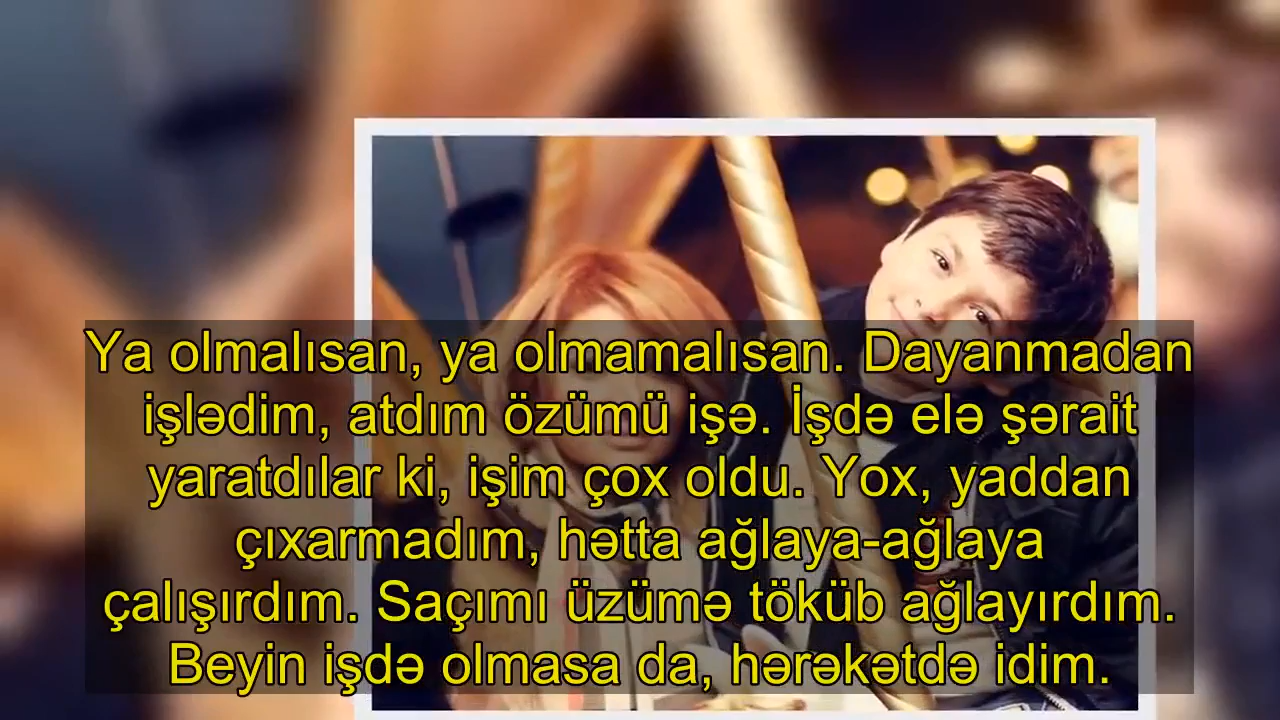 Ya olmalısan, ya olmamalısan. Dayanmadan
işlədim, atdım özümü işə. İşdə elə şərait
yaratdılar ki, işim çox oldu. Yox, yaddan
çıxarmadım, hətta ağlaya-ağlaya
çalışırdım. Saçımı üzümə töküb ağlayırdım.
Beyin işdə olmasa da, hərəkətdə idim.